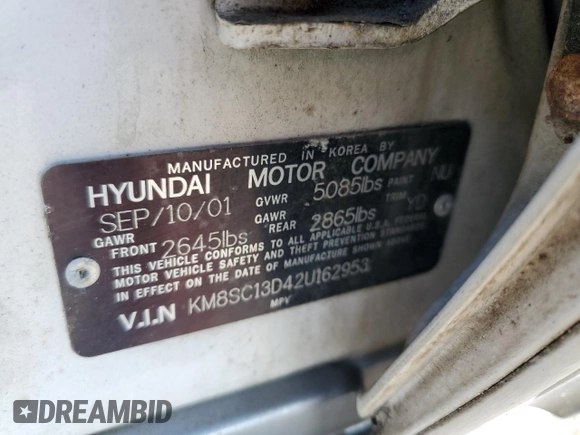 MANUFACTURED IN KOREA BY
HYUNDAI MOTOR COMPANY
SEP/10/01 GVWR 5085lbs PAINT NU
GAWR FRONT 2645lbs GAWR REAR 2865lbs TRIM YD
THIS VEHICLE CONFORMS TO ALL APPLICABLE U.S.A. FEDERAL
MOTOR VEHICLE SAFETY AND THEFT PREVENTION STANDARDS
IN EFFECT ON THE DATE OF MANUFACTURE SHOWN ABOVE.
V.I.N KM8SC13D42U162953
MPV
DREAMBID